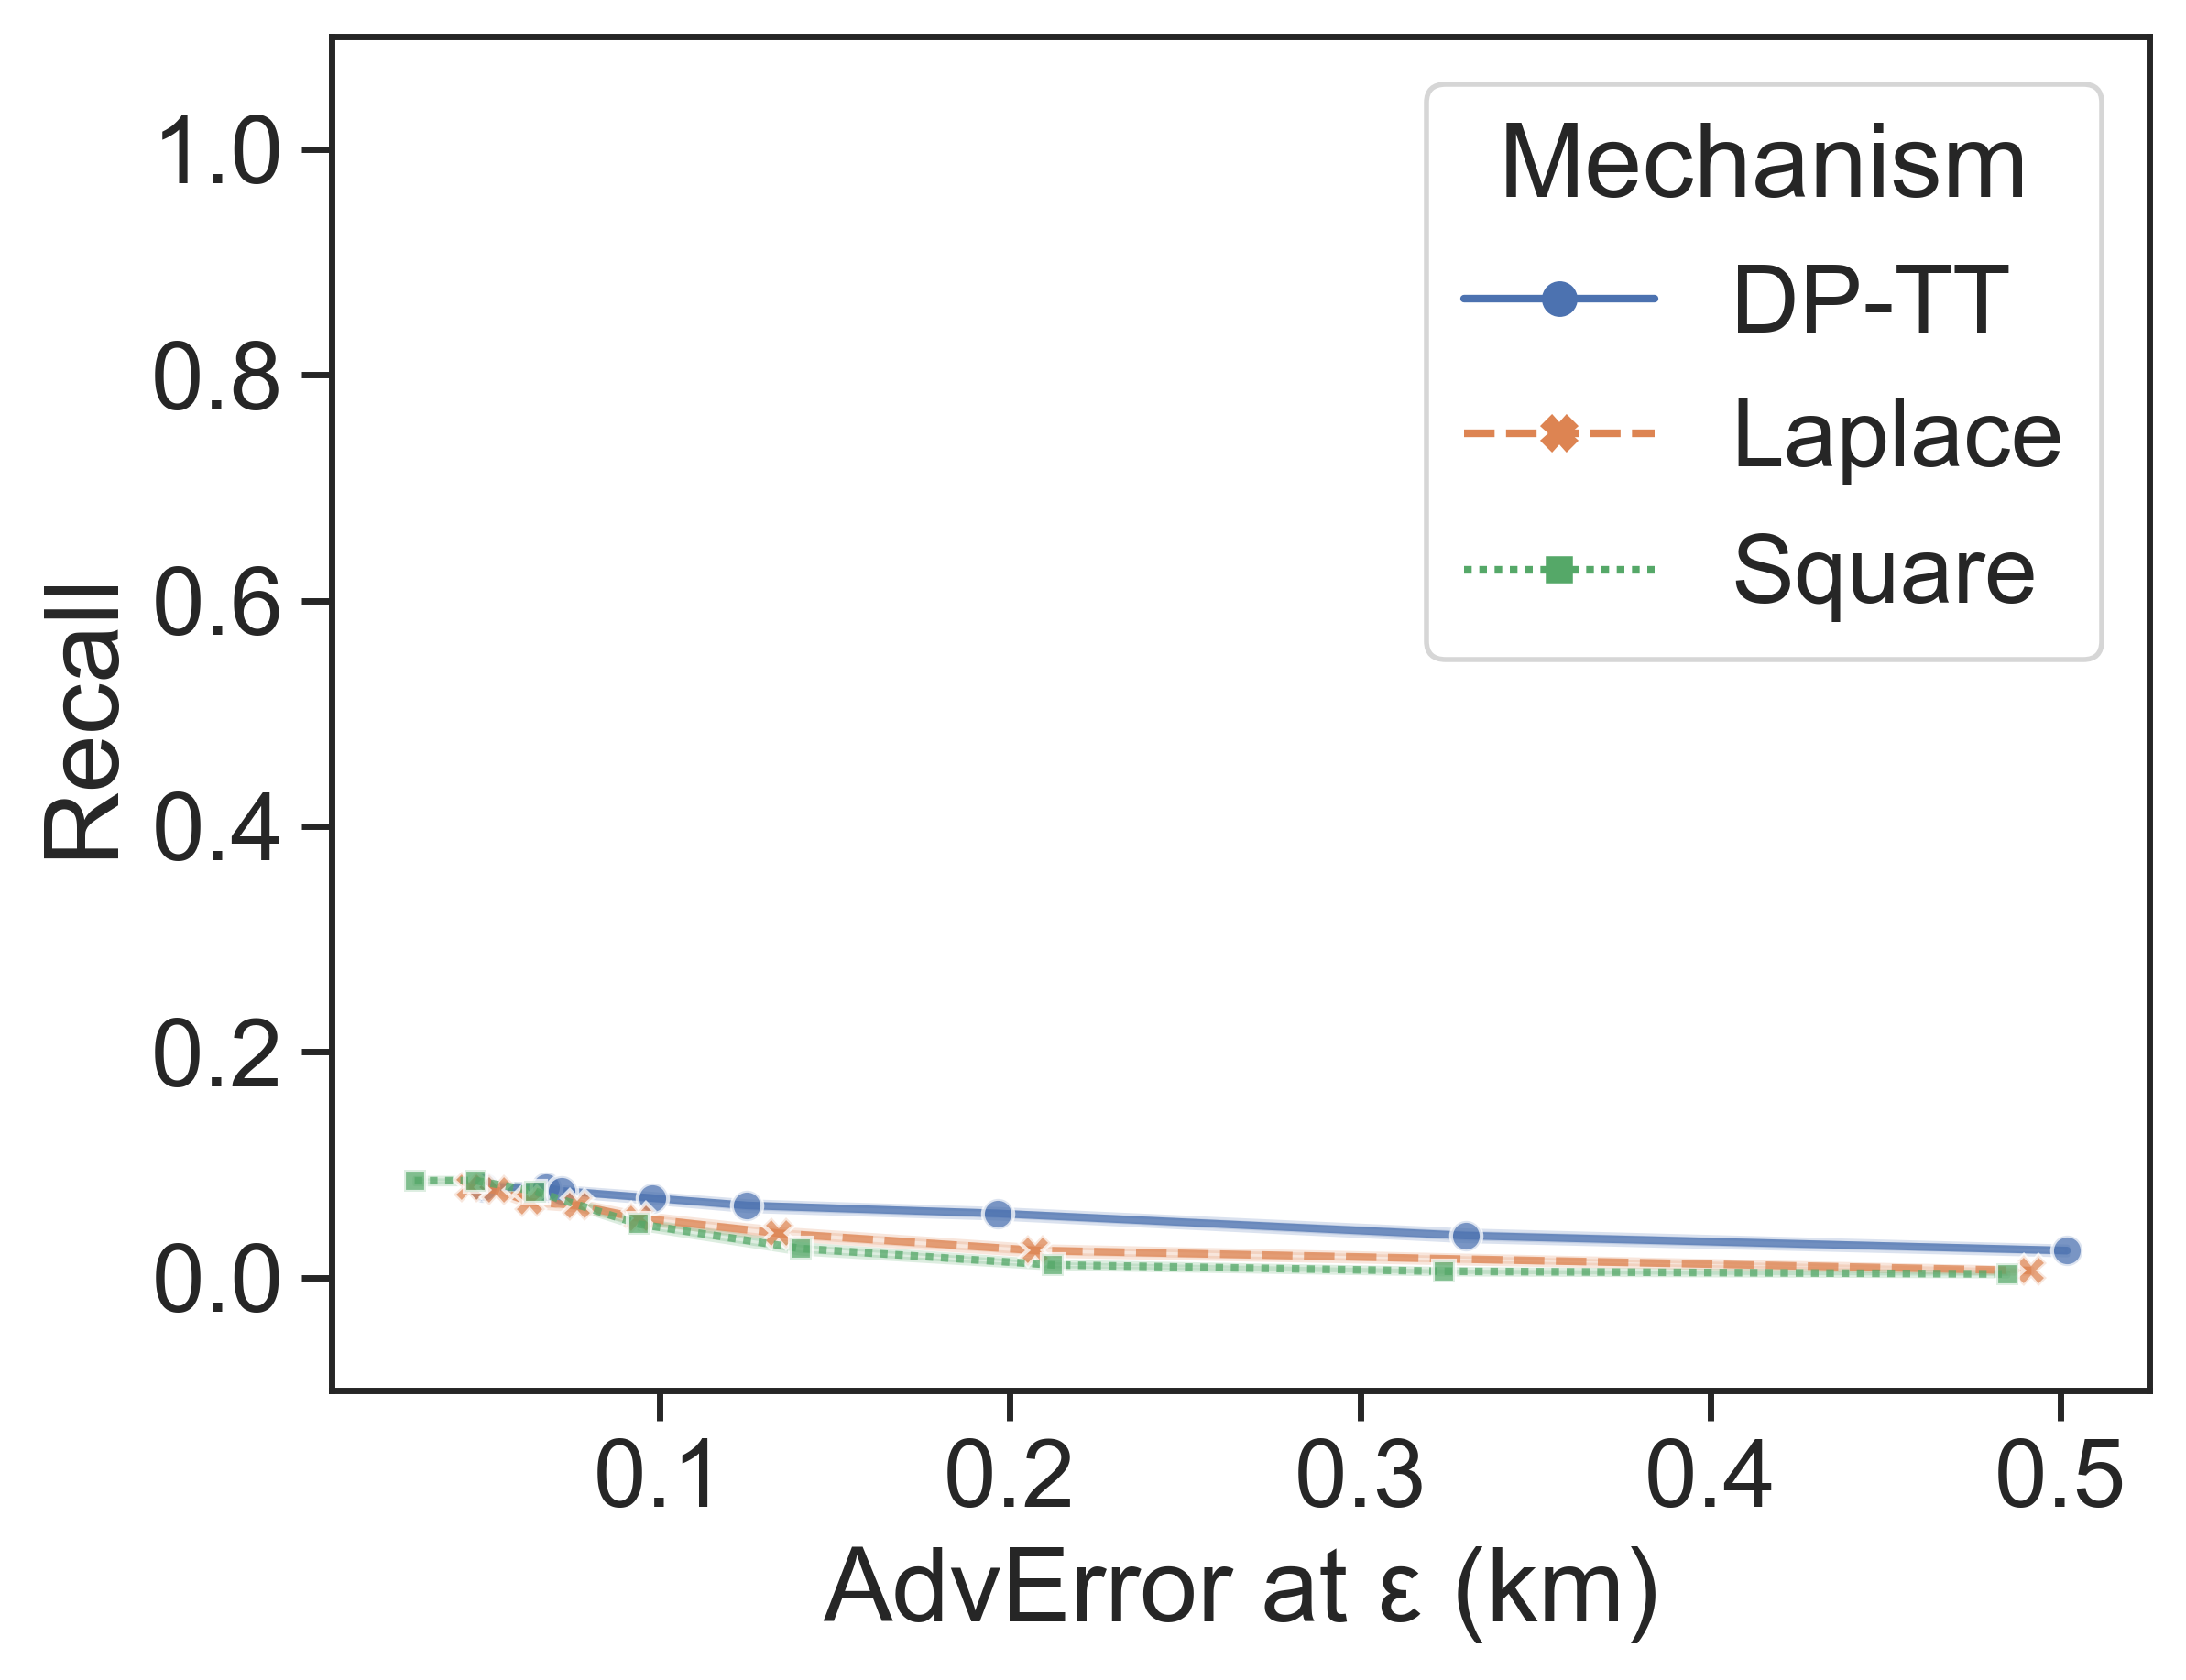 Mechanism
DP-TT
Laplace
Square
Recall
1.0
0.8
0.6
0.4
0.2
0.0
0.1 0.2 0.3 0.4 0.5
AdvError at ε (km)